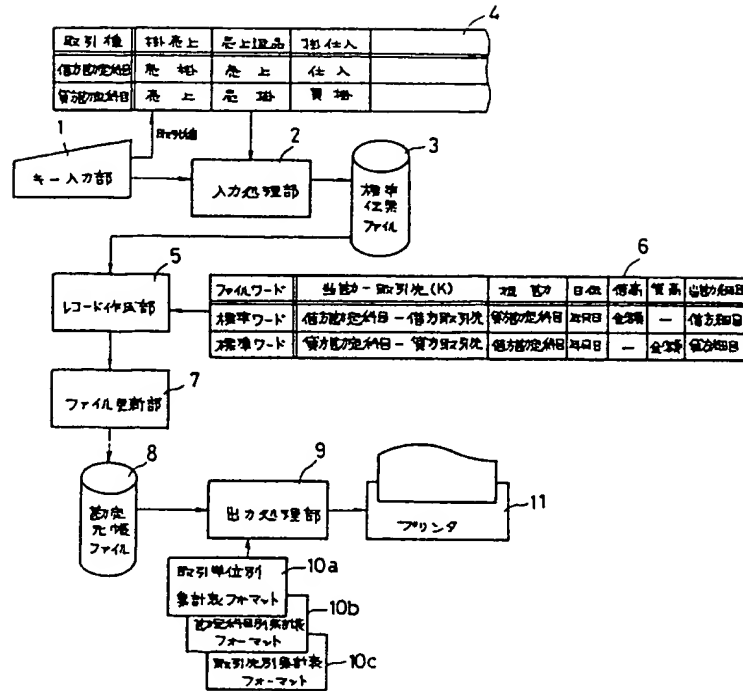 4
取引種 掛売上 売上返品 掛仕入
借方勘定科目 売掛 売上 仕入
貸方勘定科目 売上 売掛 買掛
1
取引種
2
3
キー入力部
入力処理部
標準
仕訳
ファイル
5
6
レコード作成部
ファイルワード 当勘-取引先(K) 相勘 日付 借高 貸高 当勘細目
標準ワード 借方勘定科目-借方取引先 貸方勘定科目 年月日 金額 - 借方細目
標準ワード 貸方勘定科目-貸方取引先 借方勘定科目 年月日 - 金額 貸方細目
7
ファイル更新部
8
9
勘定
元帳
ファイル
出力処理部
プリンタ
11
取引単位別
集計表フォーマット
10a
勘定科目別集計表
フォーマット
10b
取引先別集計表
フォーマット
10c